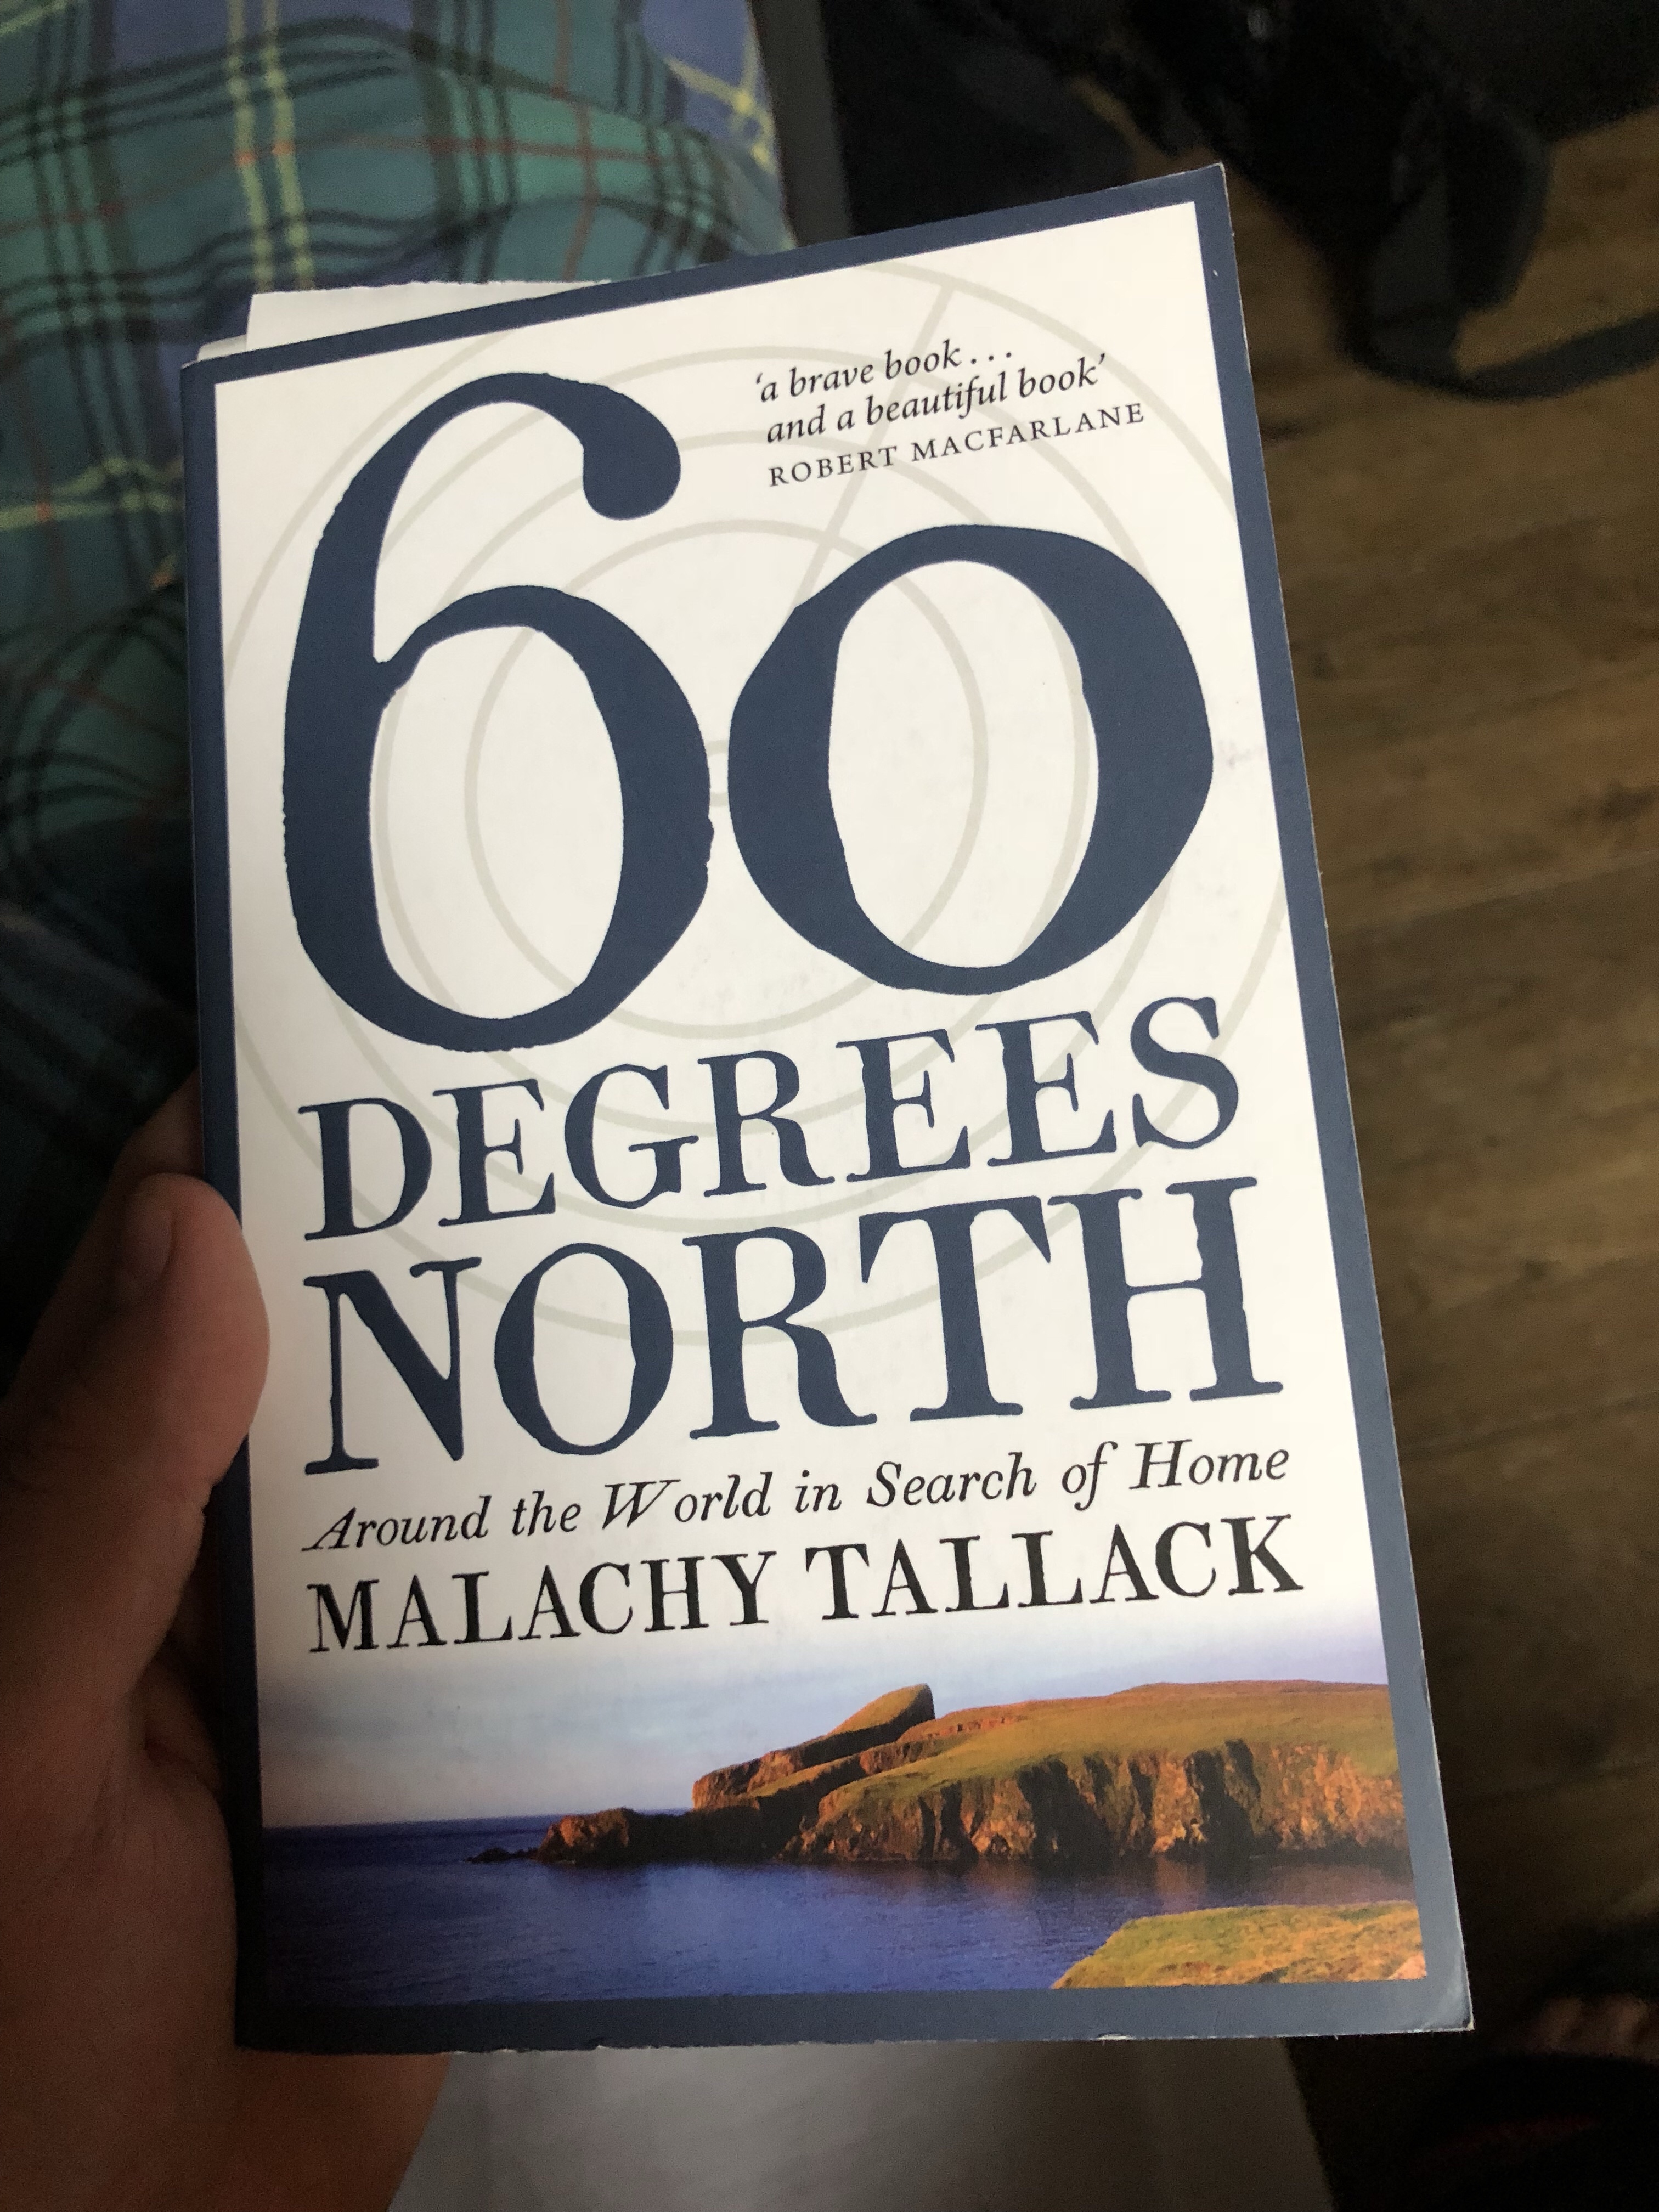 ‘a brave book...
and a beautiful book’
ROBERT MACFARLANE
60
DEGREES
NORTH
Around the World in Search of Home
MALACHY TALLACK